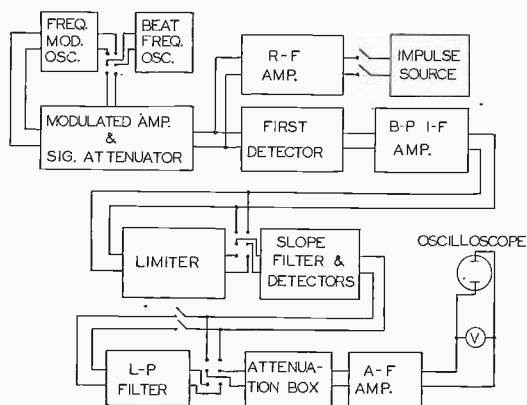 FREQ.
MOD.
OSC.
BEAT
FREQ.
OSC.
R-F
AMP.
IMPULSE
SOURCE
MODULATED AMP.
&
SIG. ATTENUATOR
FIRST
DETECTOR
B-P I-F
AMP.
LIMITER
SLOPE
FILTER &
DETECTORS
OSCILLOSCOPE
V
L-P
FILTER
ATTENUA-
TION BOX
A-F
AMP.